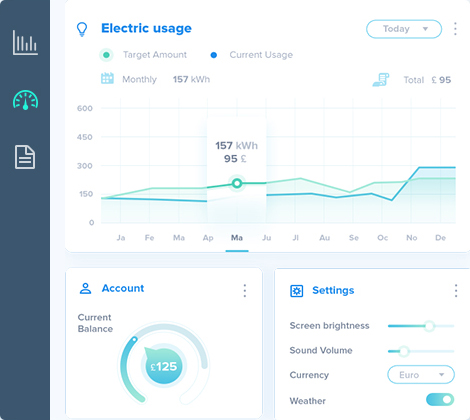 Electric usage
Today
Target Amount
Current Usage
Monthly 157 kWh
Total £ 95
600
450
300
150
0
157 kWh
95 £
Ja Fe Ma Ap Ma Ju Jl Au Se Oc No De
Account
Current
Balance
£125
Settings
Screen brightness
Sound Volume
Currency Euro
Weather